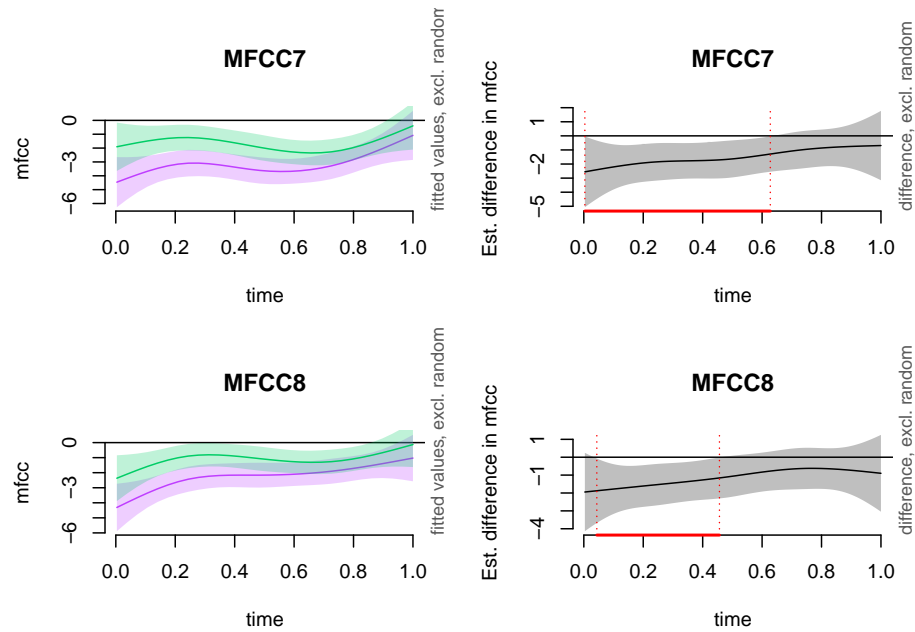 MFCC7
mfcc
0
−3
−6
0.0 0.2 0.4 0.6 0.8 1.0
time
fitted values, excl. random
MFCC7
Est. difference in mfcc
1
−2
−5
0.0 0.2 0.4 0.6 0.8 1.0
time
difference, excl. random
MFCC8
mfcc
0
−3
−6
0.0 0.2 0.4 0.6 0.8 1.0
time
fitted values, excl. random
MFCC8
Est. difference in mfcc
1
−1
−4
0.0 0.2 0.4 0.6 0.8 1.0
time
difference, excl. random